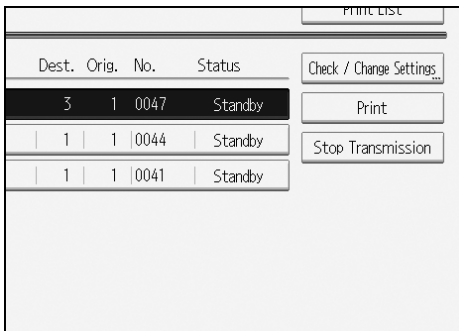 Print List
Dest. Orig. No. Status
Check / Change Settings
3 1 0047 Standby
Print
1 1 0044 Standby
Stop Transmission
1 1 0041 Standby